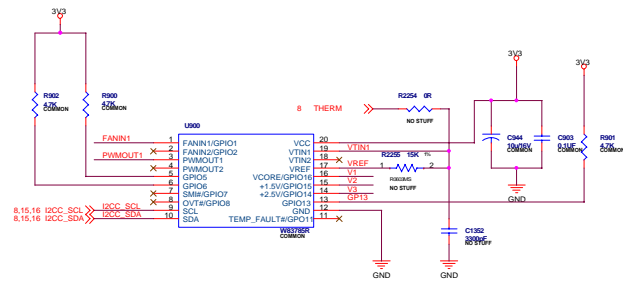 3V3
3V3
3V3
R902
4.7K
COMMON
R900
4.7K
COMMON
8 THERM
R2254 0R
NO STUFF
U900
FANIN1 1 FANIN1/GPIO1 VCC 20
2 FANIN2/GPIO2 VTIN1 19 VTIN1
PWMOUT1 3 PWMOUT1 VTIN2 18
4 PWMOUT2 VREF 17 VREF
5 GPIO5 VCORE/GPIO16 16 V1
6 GPIO6 +1.5V/GPIO15 15 V2
7 SMI#/GPIO7 +2.5V/GPIO14 14 V3
8 OVT#/GPIO8 GPIO13 13 GP13
8,15,16 I2CC_SCL I2CC_SCL 9 SCL GND 12
8,15,16 I2CC_SDA I2CC_SDA 10 SDA TEMP_FAULT#/GPO11 11
W83785R
COMMON
R2255 15K 1%
1 2
R0603MS
NO STUFF
C944
10u/16V
COMMON
C903
0.1UF
COMMON
R901
4.7K
COMMON
GND
C1352
3300pF
NO STUFF
GND
GND